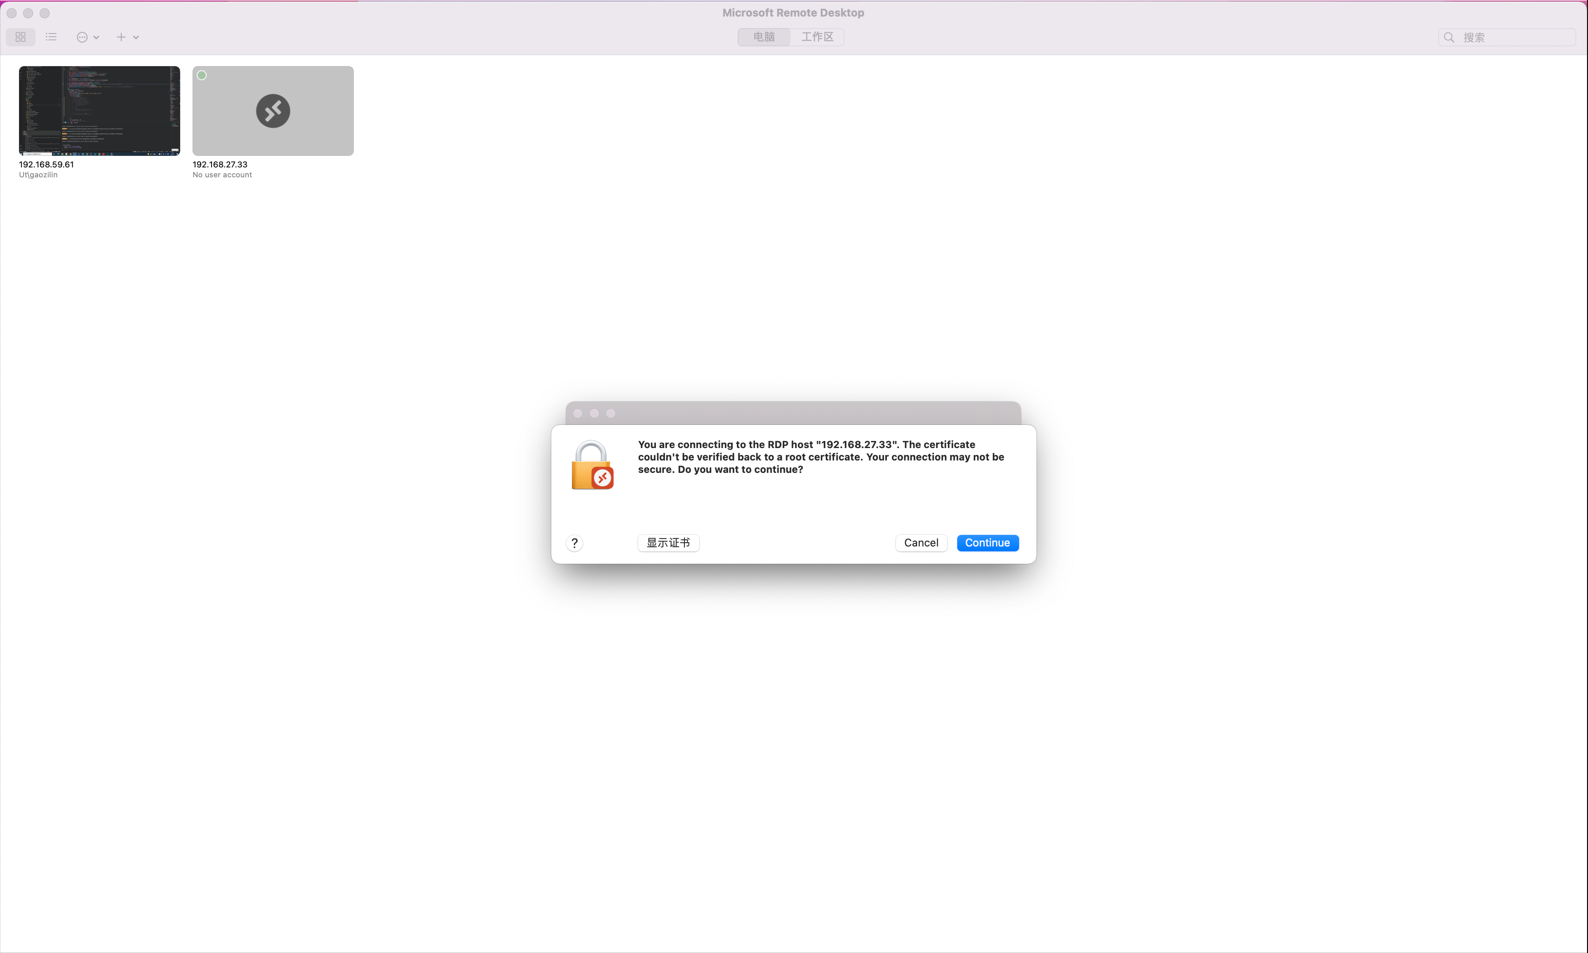 Microsoft Remote Desktop
电脑
工作区
搜索
192.168.59.61
Ut\gaozilin
192.168.27.33
No user account
You are connecting to the RDP host "192.168.27.33". The certificate
couldn't be verified back to a root certificate. Your connection may not be
secure. Do you want to continue?
?
显示证书
Cancel
Continue